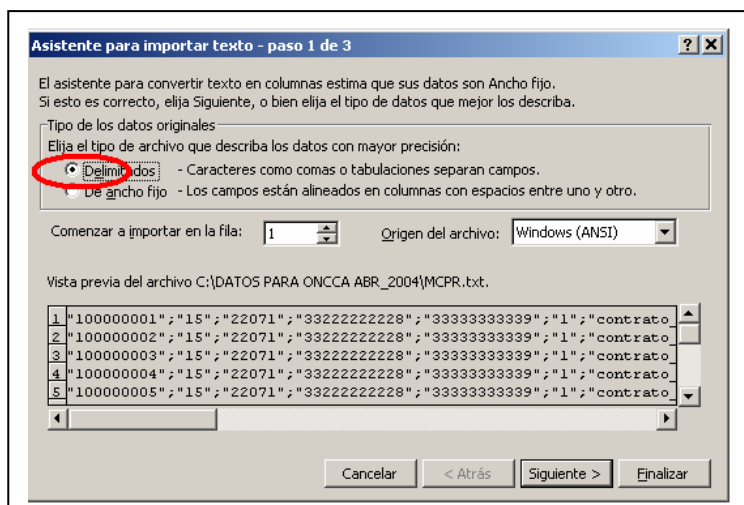 Asistente para importar texto - paso 1 de 3
El asistente para convertir texto en columnas estima que sus datos son Ancho fijo.
Si esto es correcto, elija Siguiente, o bien elija el tipo de datos que mejor los describa.
Tipo de los datos originales
Elija el tipo de archivo que describa los datos con mayor precisión:
Delimitados - Caracteres como comas o tabulaciones separan campos.
De ancho fijo - Los campos están alineados en columnas con espacios entre uno y otro.
Comenzar a importar en la fila: 1 Origen del archivo: Windows (ANSI)
Vista previa del archivo C:\DATOS PARA ONCCA ABR_2004\MCPR.txt.
1 "100000001";"15";"22071";"33222222228";"33333333339";"1";"contrato_
2 "100000002";"15";"22071";"33222222228";"33333333339";"1";"contrato_
3 "100000003";"15";"22071";"33222222228";"33333333339";"1";"contrato_
4 "100000004";"15";"22071";"33222222228";"33333333339";"1";"contrato_
5 "100000005";"15";"22071";"33222222228";"33333333339";"1";"contrato_
Cancelar < Atrás Siguiente > Finalizar